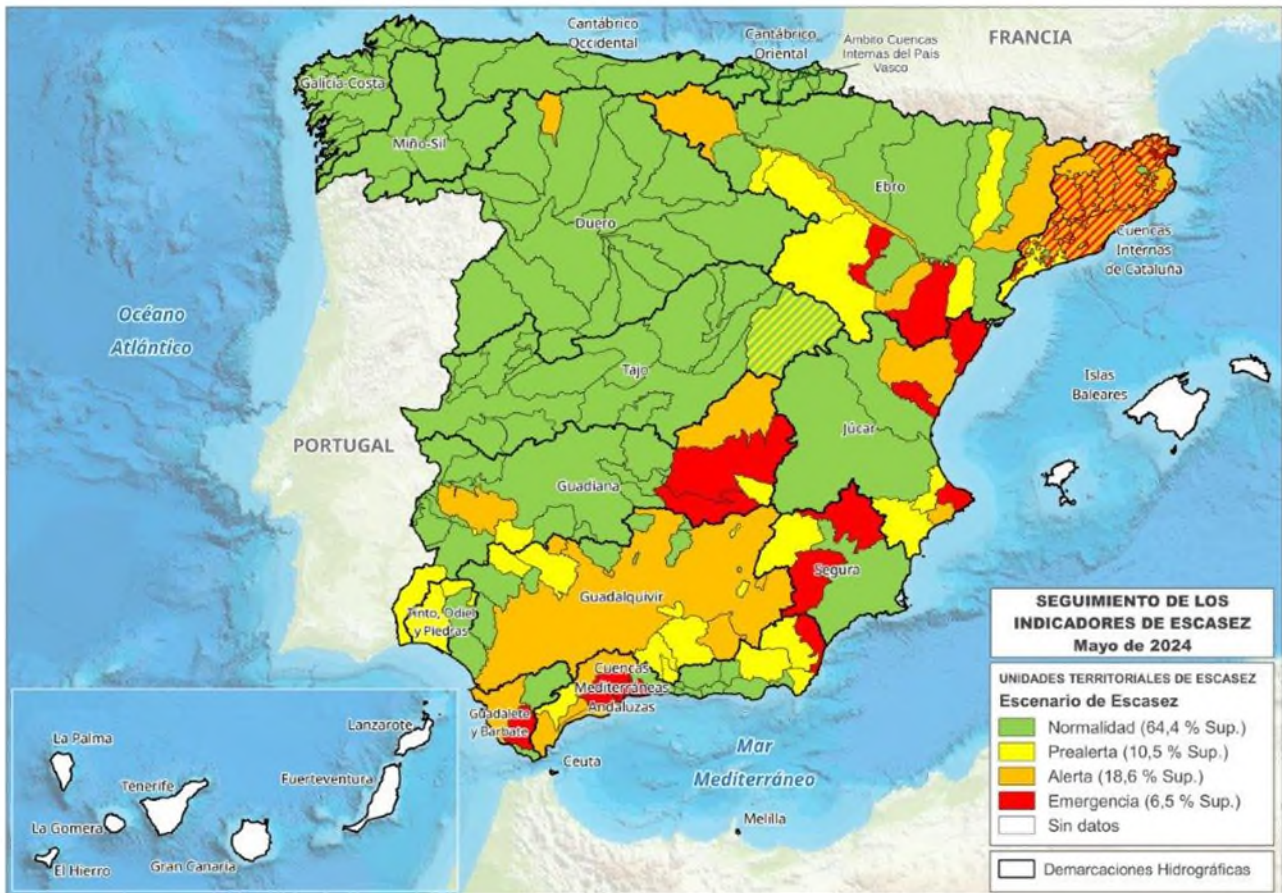 Cantábrico
Occidental
Cantábrico
Oriental
Ámbito Cuencas
Internas del País
Vasco
FRANCIA
Galicia-Costa
Miño-Sil
Ebro
Duero
Cuencas
Internas
de Cataluña
Océano
Atlántico
Tajo
Islas
Baleares
PORTUGAL
Júcar
Guadiana
Segura
Guadalquivir
Tinto, Odiel
y Piedras
Cuencas
Mediterráneas
Andaluzas
Guadalete
y Barbate
Ceuta
Mar
Mediterráneo
Melilla
La Palma
Lanzarote
Tenerife
Fuerteventura
La Gomera
El Hierro
Gran Canaria
SEGUIMIENTO DE LOS
INDICADORES DE ESCASEZ
Mayo de 2024
UNIDADES TERRITORIALES DE ESCASEZ
Escenario de Escasez
Normalidad (64,4 % Sup.)
Prealerta (10,5 % Sup.)
Alerta (18,6 % Sup.)
Emergencia (6,5 % Sup.)
Sin datos
Demarcaciones Hidrográficas